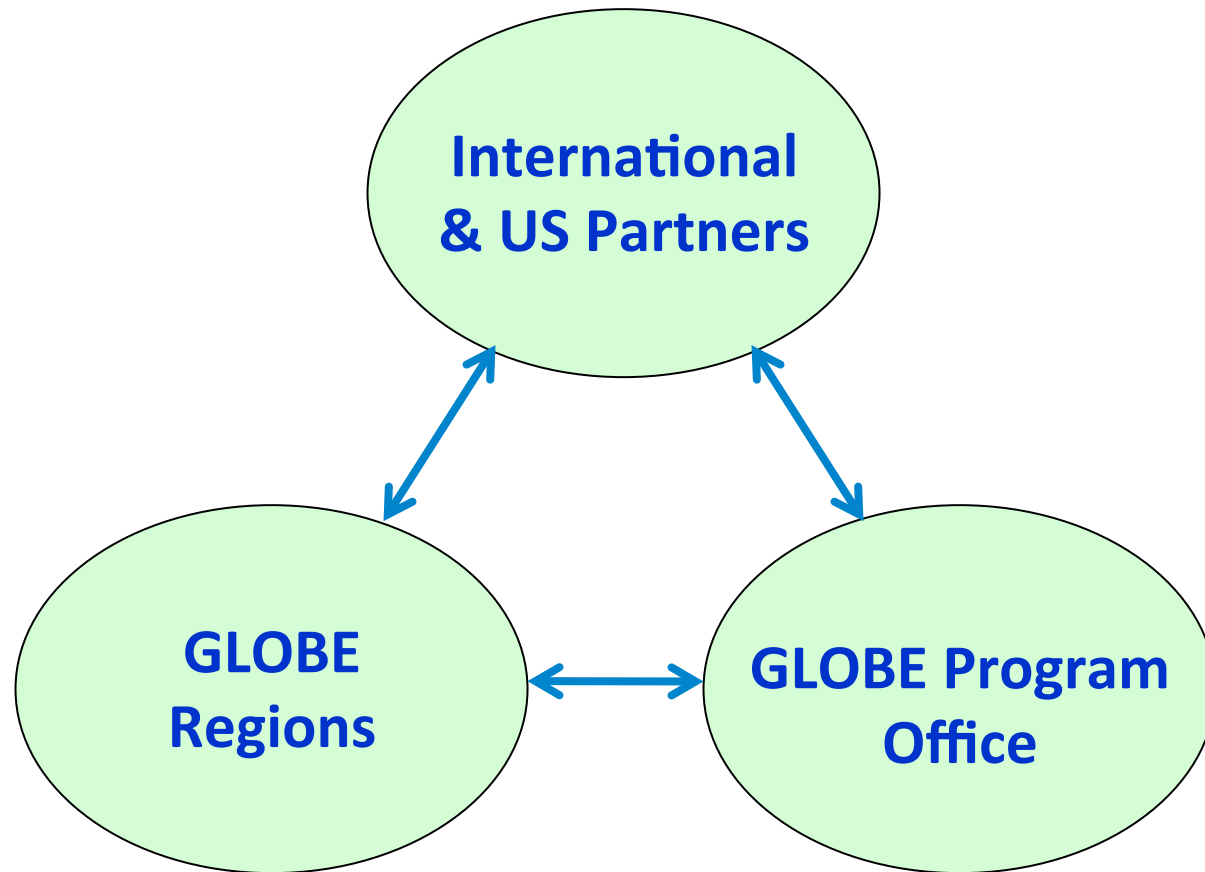 International
& US Partners
GLOBE
Regions
GLOBE Program
Office